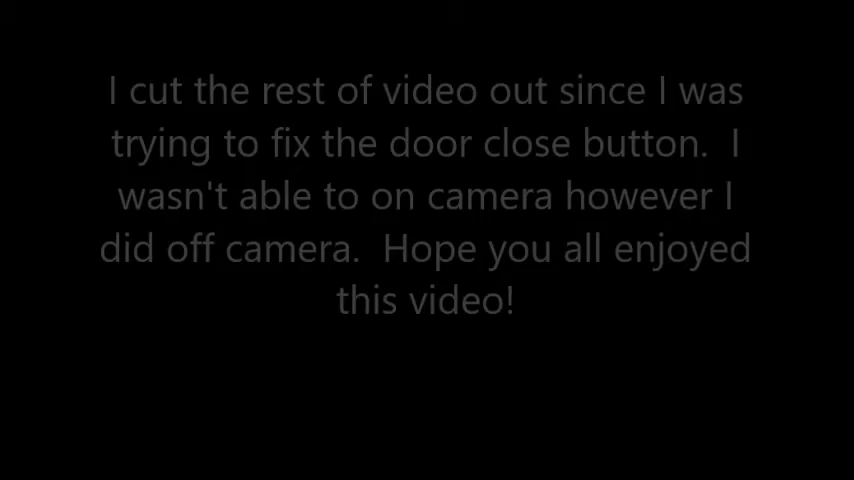 I cut the rest of video out since I was
trying to fix the door close button.  I
wasn't able to on camera however I
did off camera.  Hope you all enjoyed
this video!